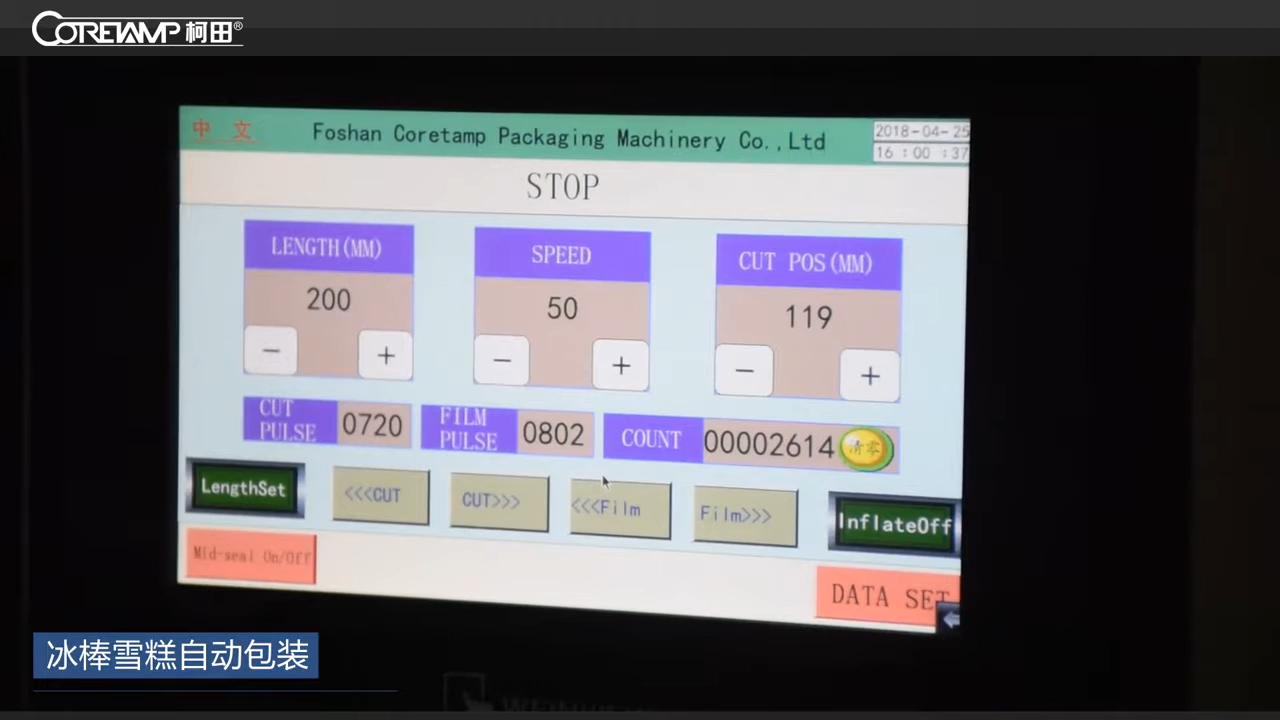 CORETAMP 柯田®
中 文
Foshan Coretamp Packaging Machinery Co.,Ltd
2018-04-25
16:00:37
STOP
LENGTH(MM)
200
- +
SPEED
50
- +
CUT POS(MM)
119
- +
CUT PULSE
0720
FILM PULSE
0802
COUNT
00002614
清零
LengthSet
<<<CUT
CUT>>>
<<<Film
Film>>>
InflateOff
Mid-seal On/Off
DATA SET
冰棒雪糕自动包装